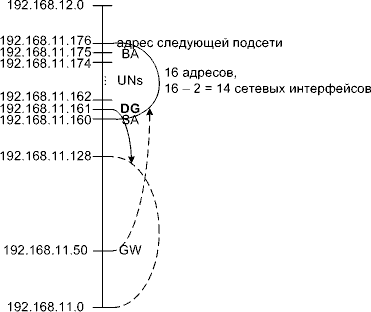 192.168.12.0
192.168.11.176 адрес следующей подсети
192.168.11.175 BA
192.168.11.174
UNs
16 адресов,
16 – 2 = 14 сетевых интерфейсов
192.168.11.162
192.168.11.161 DG
192.168.11.160 SA
192.168.11.128
192.168.11.50 GW
192.168.11.0